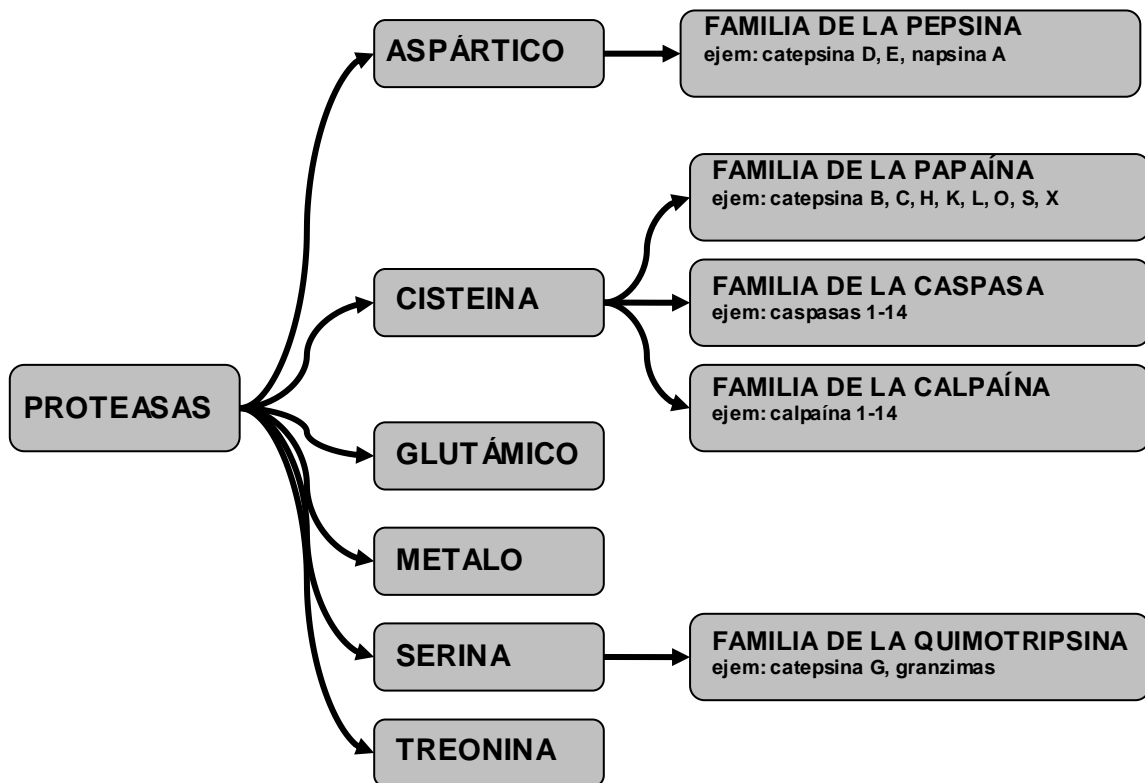 PROTEASAS
ASPÁRTICO
FAMILIA DE LA PEPSINA
ejem: catepsina D, E, napsina A
CISTEINA
FAMILIA DE LA PAPAÍNA
ejem: catepsina B, C, H, K, L, O, S, X
FAMILIA DE LA CASPASA
ejem: caspasas 1-14
FAMILIA DE LA CALPAÍNA
ejem: calpaína 1-14
GLUTÁMICO
METALO
SERINA
FAMILIA DE LA QUIMOTRIPSINA
ejem: catepsina G, granzimas
TREONINA